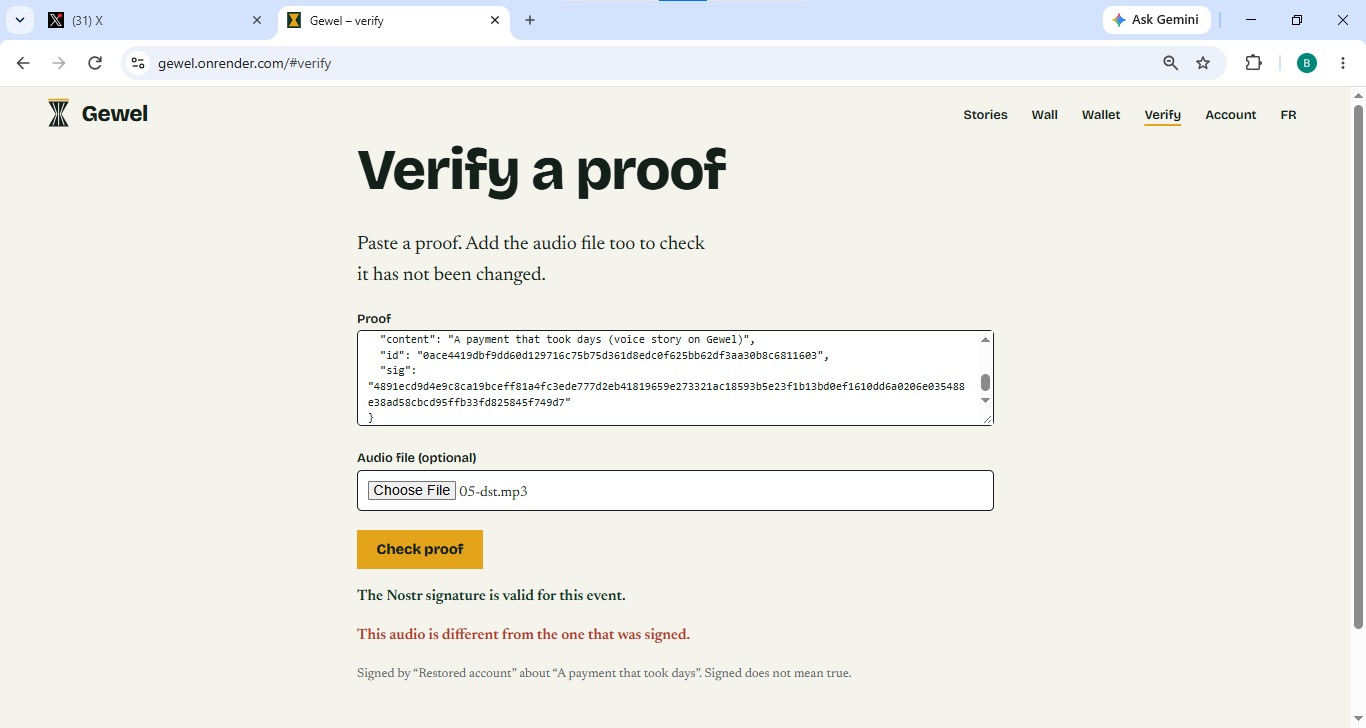 (31) X
Gewel – verify
Ask Gemini
gewel.onrender.com/#verify
B
Gewel
Stories
Wall
Wallet
Verify
Account
FR
Verify a proof
Paste a proof. Add the audio file too to check
it has not been changed.
Proof
"content": "A payment that took days (voice story on Gewel)",
"id": "0ace4419dbf9dd60d129716c75b75d361d8edc0f625bb62df3aa30b8c6811603",
"sig":
"4891ecd9d4e9c8ca19bceff81a4fc3ede777d2eb41819659e273321ac18593b5e23f1b13bd0ef1610dd6a0206e035488
e38ad58cbcd95ffb33fd825845f749d7"
}
Audio file (optional)
Choose File 05-dst.mp3
Check proof
The Nostr signature is valid for this event.
This audio is different from the one that was signed.
Signed by “Restored account” about “A payment that took days”. Signed does not mean true.